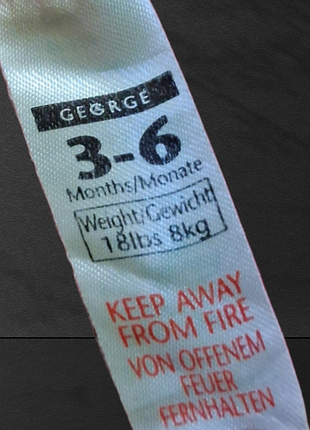 GEORGE
3-6
Months/Monate
Weight/Gewicht
18lbs 8kg
KEEP AWAY
FROM FIRE
VON OFFENEM
FEUER
FERNHALTEN